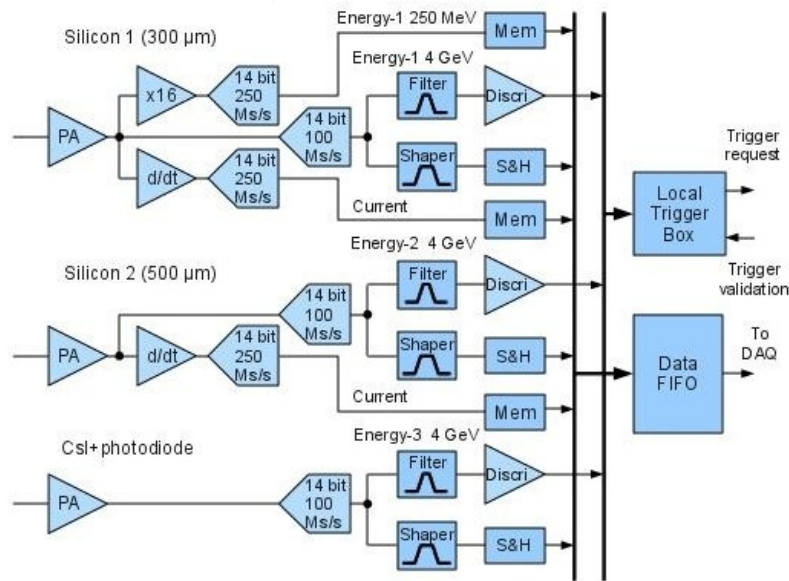 Energy-1 250 MeV
Silicon 1 (300 µm)
Mem
Energy-1 4 GeV
x16
14 bit
250
Ms/s
Filter
Discri
PA
14 bit
100
Ms/s
Trigger
request
d/dt
14 bit
250
Ms/s
Shaper
S&H
Local
Trigger
Box
Current
Mem
Energy-2 4 GeV
Trigger
validation
Silicon 2 (500 µm)
14 bit
100
Ms/s
Filter
Discri
PA
d/dt
14 bit
250
Ms/s
Shaper
S&H
Data
FIFO
To
DAQ
Current
Mem
Energy-3 4 GeV
CsI+photodiode
PA
14 bit
100
Ms/s
Filter
Discri
Shaper
S&H